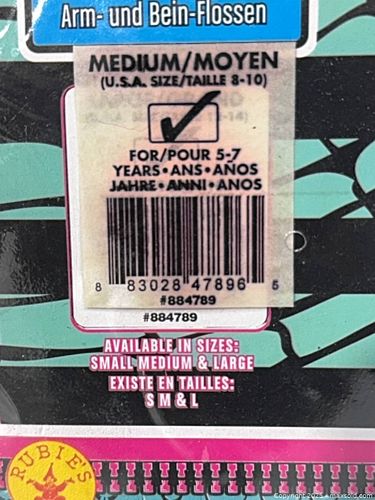 Arm- und Bein-Flossen
MEDIUM/MOYEN
(U.S.A. SIZE/TAILLE 8-10)
FOR/POUR 5-7
YEARS•ANS•AÑOS
JAHRE•ANNI•ANOS
8 83028 47896 5
#884789
#884789
AVAILABLE IN SIZES:
SMALL MEDIUM & LARGE
EXISTE EN TAILLES:
S M & L
RUBIE'S